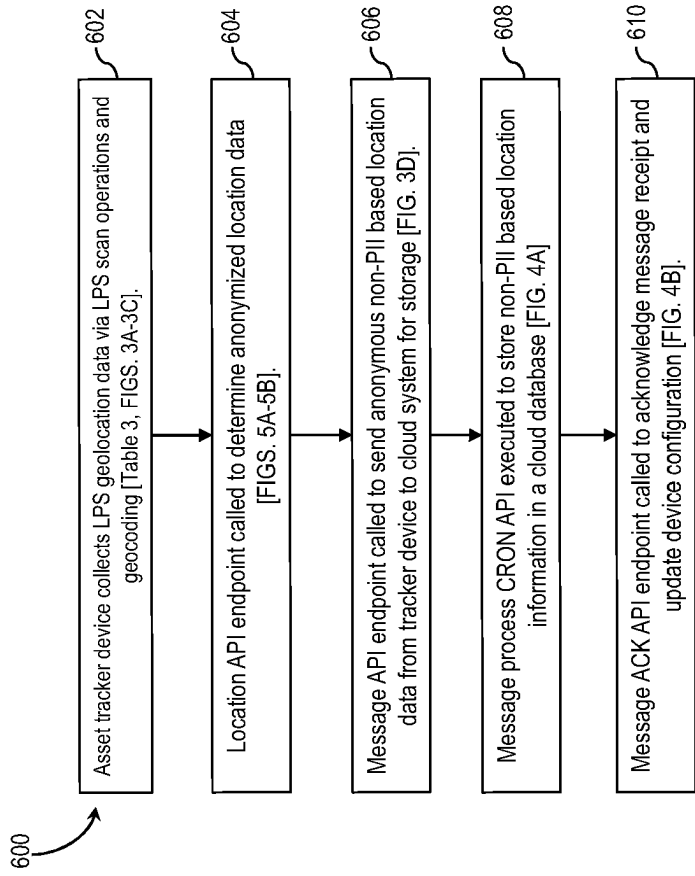 600
Asset tracker device collects LPS geolocation data via LPS scan operations and
geocoding [Table 3, FIGS. 3A-3C].
602
Location API endpoint called to determine anonymized location data
[FIGS. 5A-5B].
604
Message API endpoint called to send anonymous non-PII based location
data from tracker device to cloud system for storage [FIG. 3D].
606
Message process CRON API executed to store non-PII based location
information in a cloud database [FIG. 4A]
608
Message ACK API endpoint called to acknowledge message receipt and
update device configuration [FIG. 4B].
610